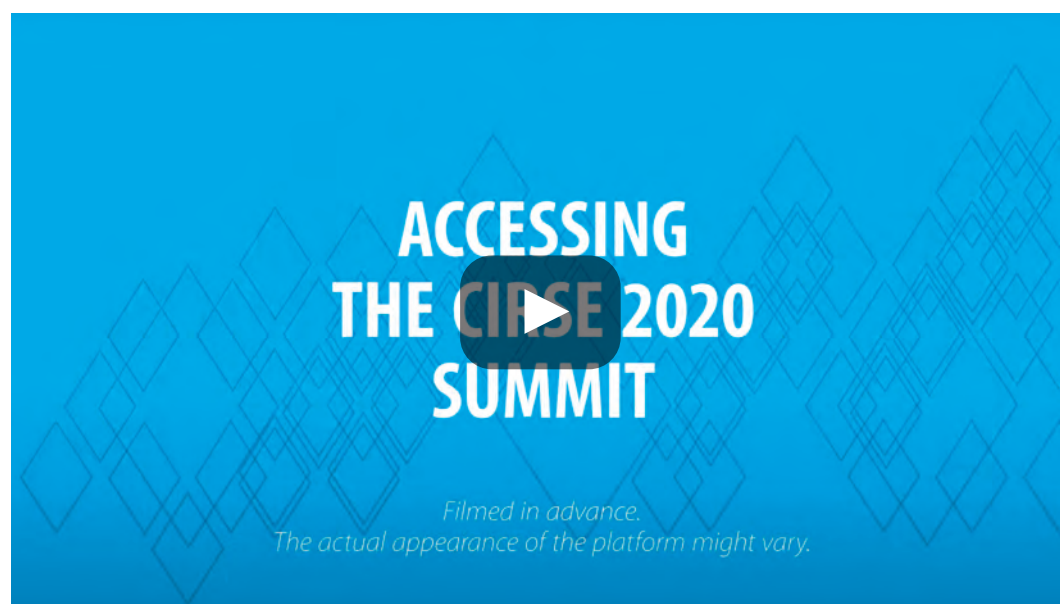 ACCESSING
THE CIRSE 2020
SUMMIT
Filmed in advance.
The actual appearance of the platform might vary.